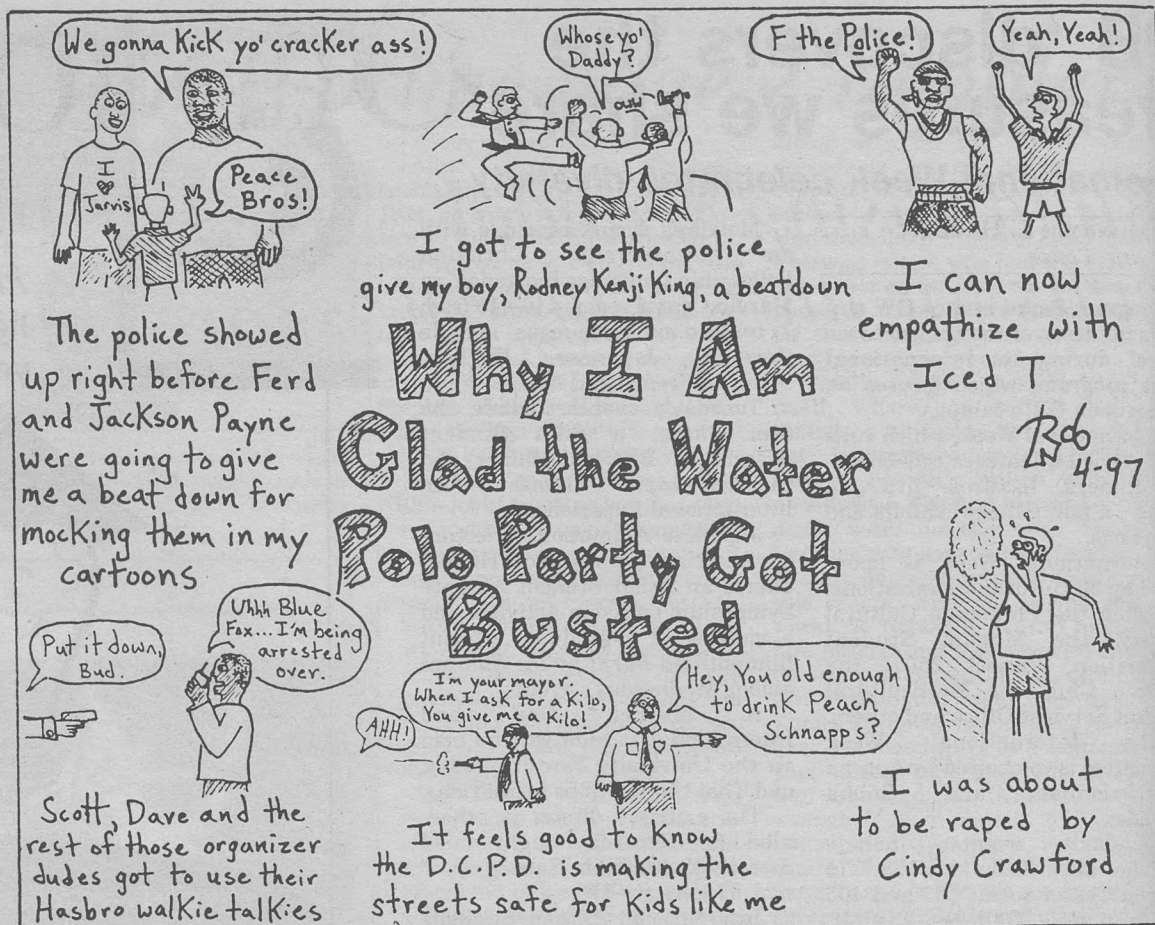 We gonna Kick yo' cracker ass!
I
♥
Jarvis
Peace
Bros!
The police showed
up right before Ferd
and Jackson Payne
were going to give
me a beat down for
mocking them in my
cartoons
Whose yo'
Daddy?
OWW
I got to see the police
give my boy, Rodney Kenji King, a beatdown
F the Police!
Yeah, Yeah!
I can now
empathize with
Iced T
Rob
4-97
Why I Am
Glad the Water
Polo Party Got
Busted
Put it down,
Bud.
Uhhh Blue
Fox... I'm being
arrested
over.
Scott, Dave and the
rest of those organizer
dudes got to use their
Hasbro walkie talkies
AHH!
I'm your mayor.
When I ask for a Kilo,
You give me a Kilo!
Hey, You old enough
to drink Peach
Schnapps?
It feels good to know
the D.C.P.D. is making the
streets safe for kids like me
I was about
to be raped by
Cindy Crawford